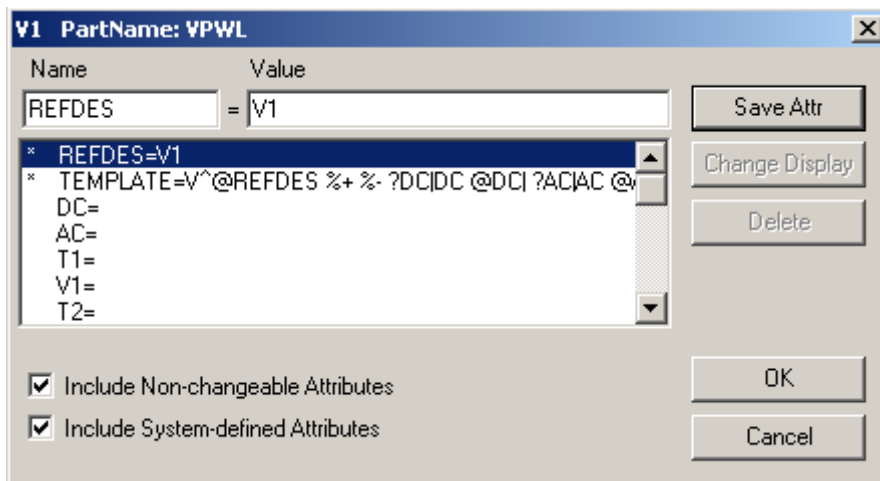 V1 PartName: VPWL
Name Value
REFDES = V1
Save Attr
* REFDES=V1
Change Display
* TEMPLATE=V^@REFDES %+ %- ?DC|DC @DC| ?AC|AC @
DC=
Delete
AC=
T1=
V1=
T2=
Include Non-changeable Attributes
OK
Include System-defined Attributes
Cancel